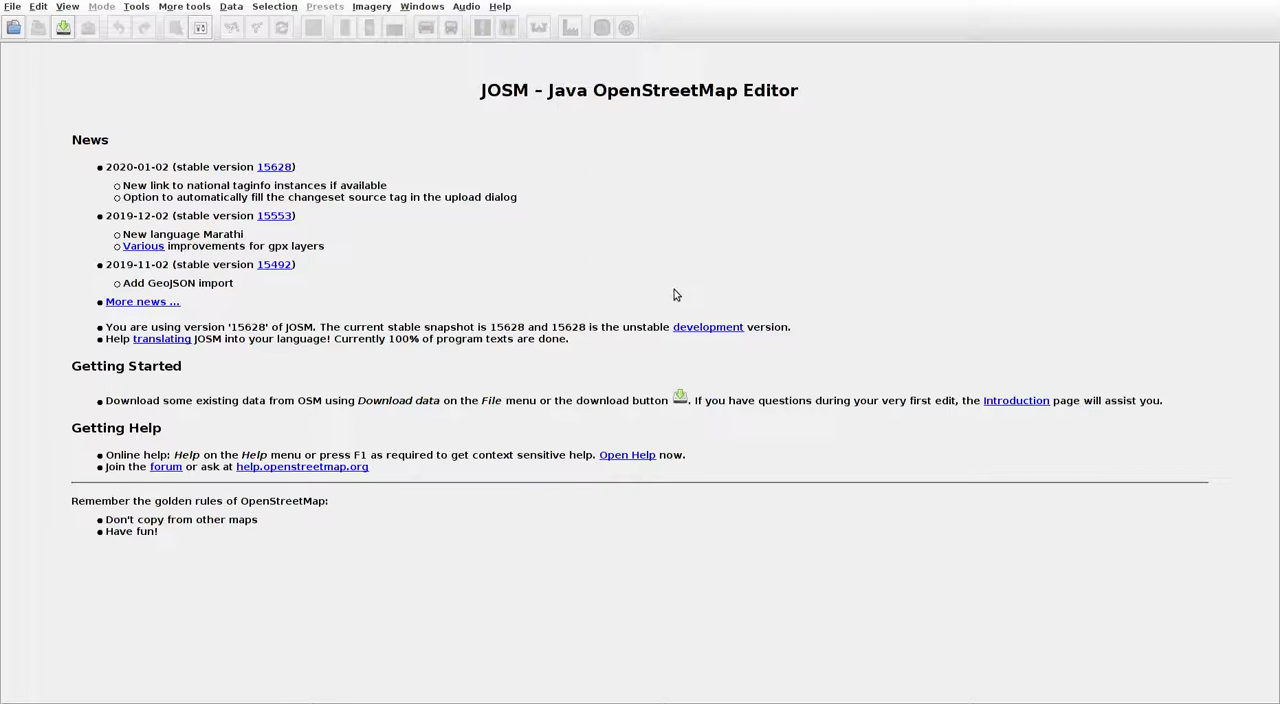 File Edit View Mode Tools More tools Data Selection Presets Imagery Windows Audio Help
JOSM – Java OpenStreetMap Editor
News
2020-01-02 (stable version 15628)
New link to national taginfo instances if available
Option to automatically fill the changeset source tag in the upload dialog
2019-12-02 (stable version 15553)
New language Marathi
Various improvements for gpx layers
2019-11-02 (stable version 15492)
Add GeoJSON import
More news ...
You are using version '15628' of JOSM. The current stable snapshot is 15628 and 15628 is the unstable development version.
Help translating JOSM into your language! Currently 100% of program texts are done.
Getting Started
Download some existing data from OSM using Download data on the File menu or the download button . If you have questions during your very first edit, the Introduction page will assist you.
Getting Help
Online help: Help on the Help menu or press F1 as required to get context sensitive help. Open Help now.
Join the forum or ask at help.openstreetmap.org
Remember the golden rules of OpenStreetMap:
Don't copy from other maps
Have fun!